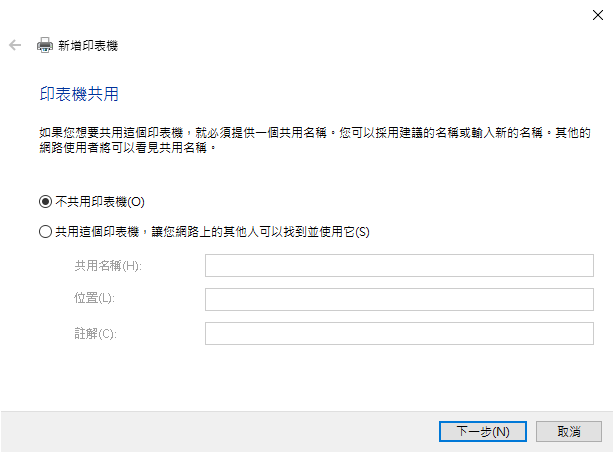 新增印表機
印表機共用
如果您想要共用這個印表機，就必須提供一個共用名稱。您可以採用建議的名稱或輸入新的名稱。其他的
網路使用者將可以看見共用名稱。
不共用印表機(O)
共用這個印表機，讓您網路上的其他人可以找到並使用它(S)
共用名稱(H):
位置(L):
註解(C):
下一步(N)
取消